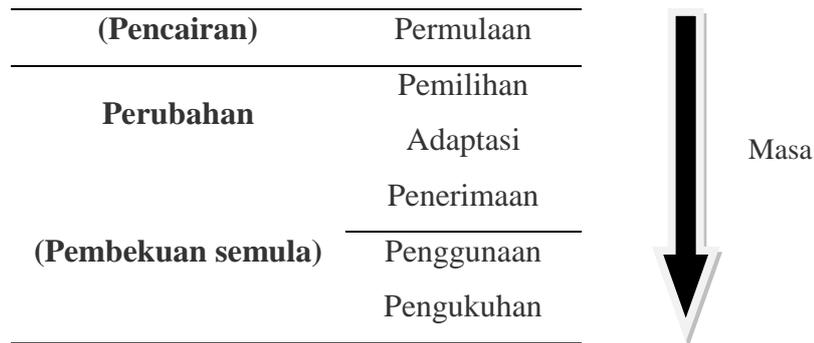 (Pencairan) Permulaan
Pemilihan
Perubahan
Adaptasi
Masa
Penerimaan
(Pembekuan semula) Penggunaan
Pengukuhan